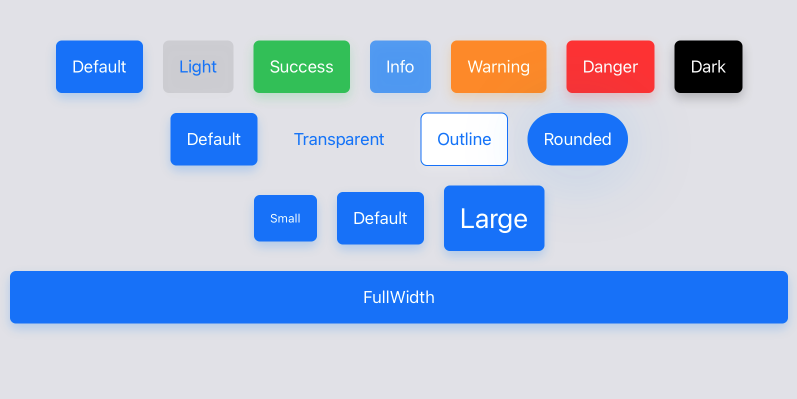 Default Light Success Info Warning Danger Dark
Default Transparent Outline Rounded
Small Default Large
FullWidth